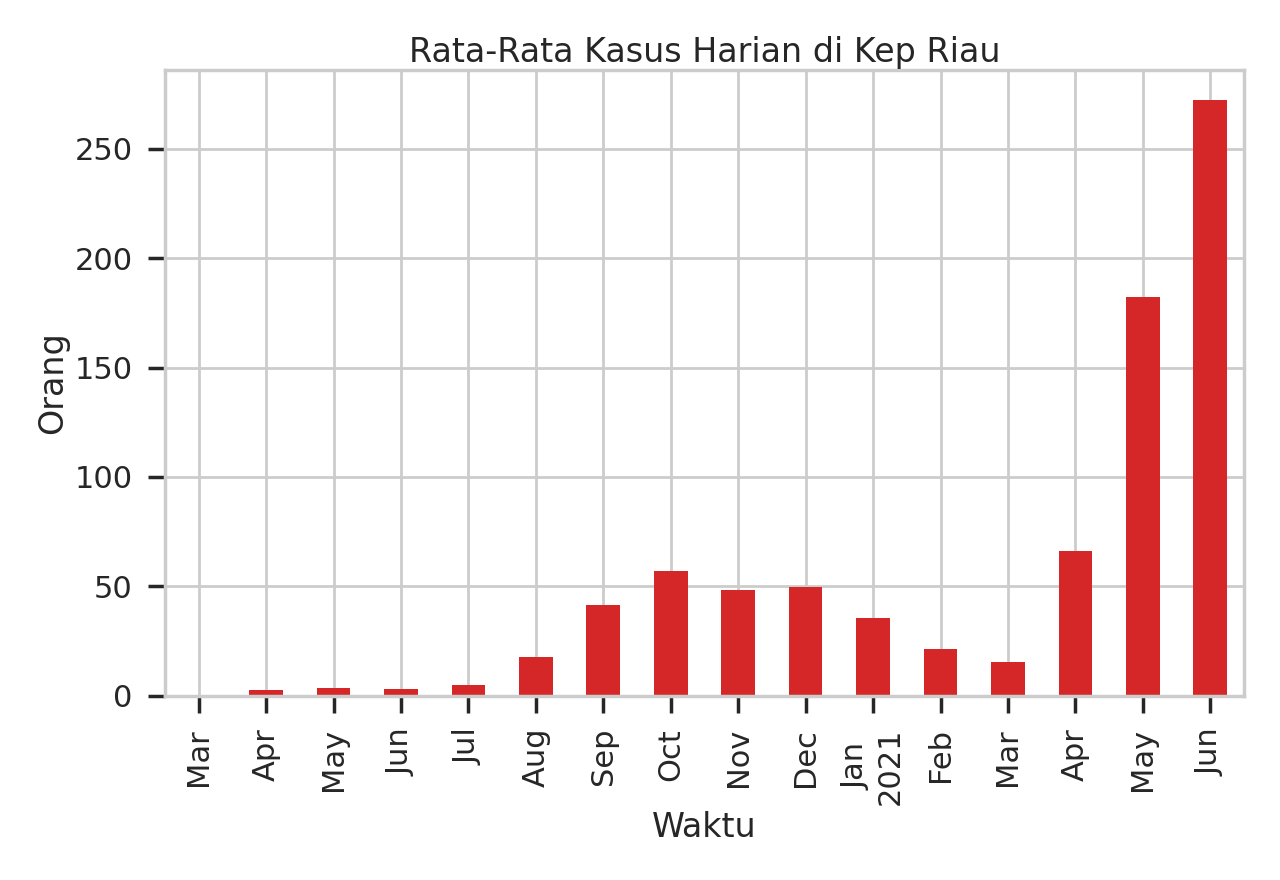 Rata-Rata Kasus Harian di Kep Riau
Orang
250
200
150
100
50
0
Mar
Apr
May
Jun
Jul
Aug
Sep
Oct
Nov
Dec
Jan
2021
Feb
Mar
Apr
May
Jun
Waktu